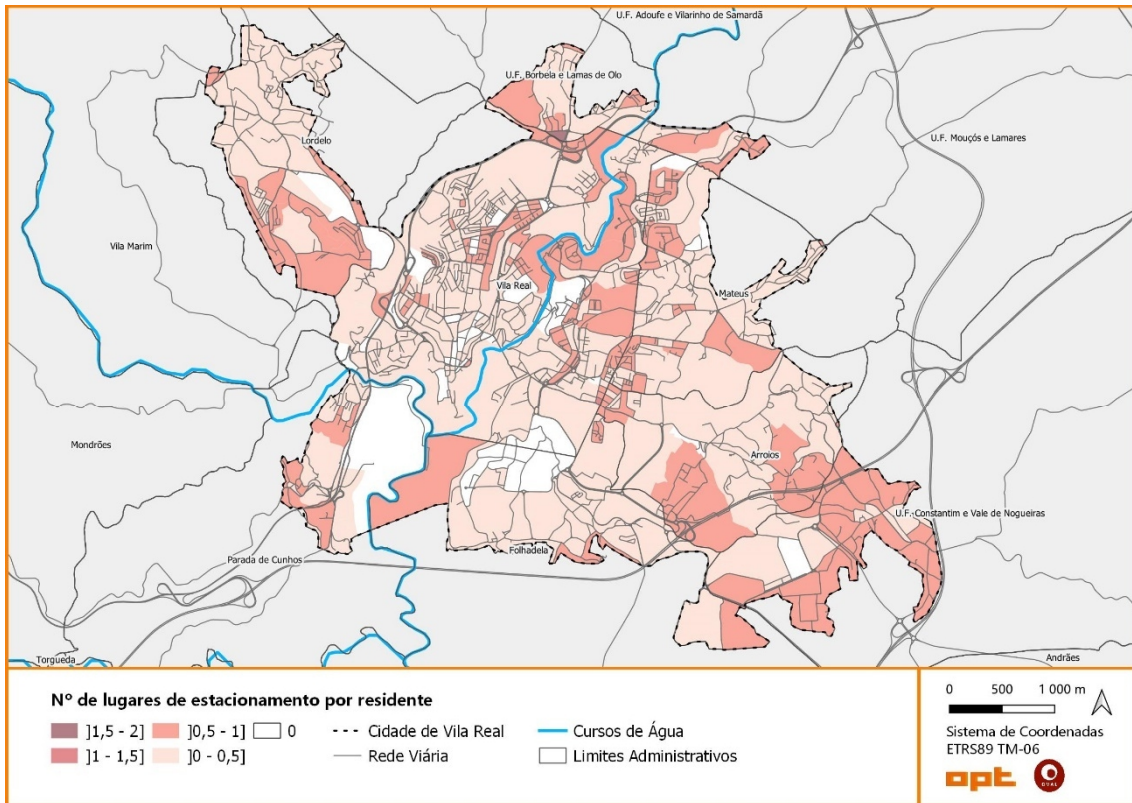 U.F. Adoufe e Vilarinho de Samardã
U.F. Borbela e Lamas de Olo
U.F. Mouçós e Lamares
Lordelo
Vila Marim
Vila Real
Mateus
Mondrões
Arroios
U.F. Constantim e Vale de Nogueiras
Folhadela
Parada de Cunhos
Torgueda
Andrães
Nº de lugares de estacionamento por residente
]1,5 - 2] ]0,5 - 1] 0 Cidade de Vila Real Cursos de Água
]1 - 1,5] ]0 - 0,5] Rede Viária Limites Administrativos
0 500 1 000 m
Sistema de Coordenadas
ETRS89 TM-06
opt